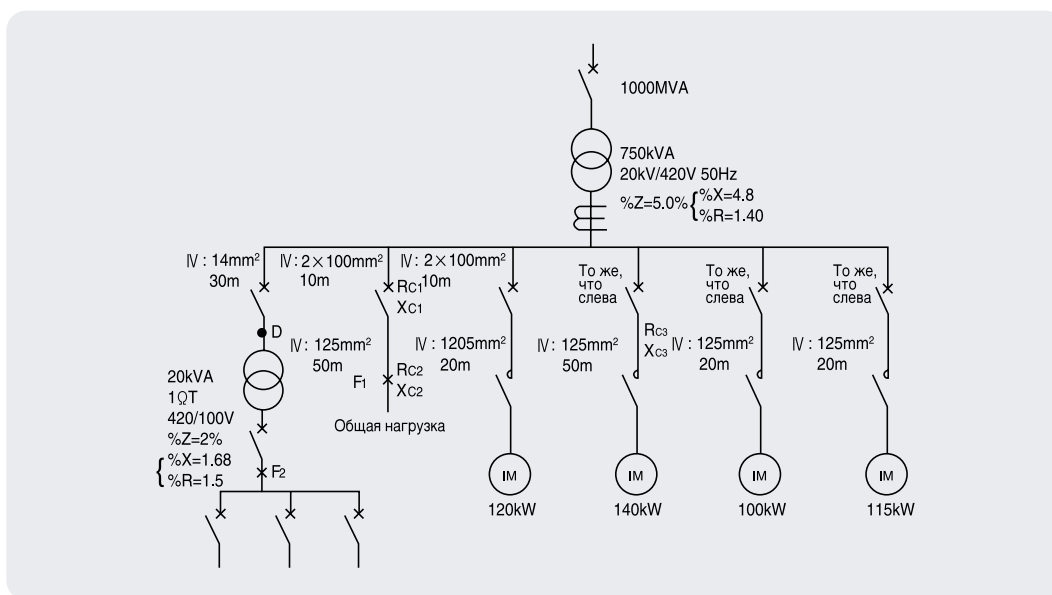 1000MVA
750kVA
20kV/420V 50Hz
%Z=5.0%
%X=4.8
%R=1.40
IV : 14mm²
30m
IV : 2×100mm²
10m
RC1
XC1
IV : 2×100mm²
10m
То же,
что
слева
То же,
что
слева
То же,
что
слева
D
IV : 125mm²
50m
F1
RC2
XC2
Общая нагрузка
IV : 1205mm²
20m
IV : 125mm²
50m
RC3
XC3
IV : 125mm²
20m
IV : 125mm²
20m
20kVA
1ΩT
420/100V
%Z=2%
%X=1.68
%R=1.5
F2
IM
120kW
IM
140kW
IM
100kW
IM
115kW